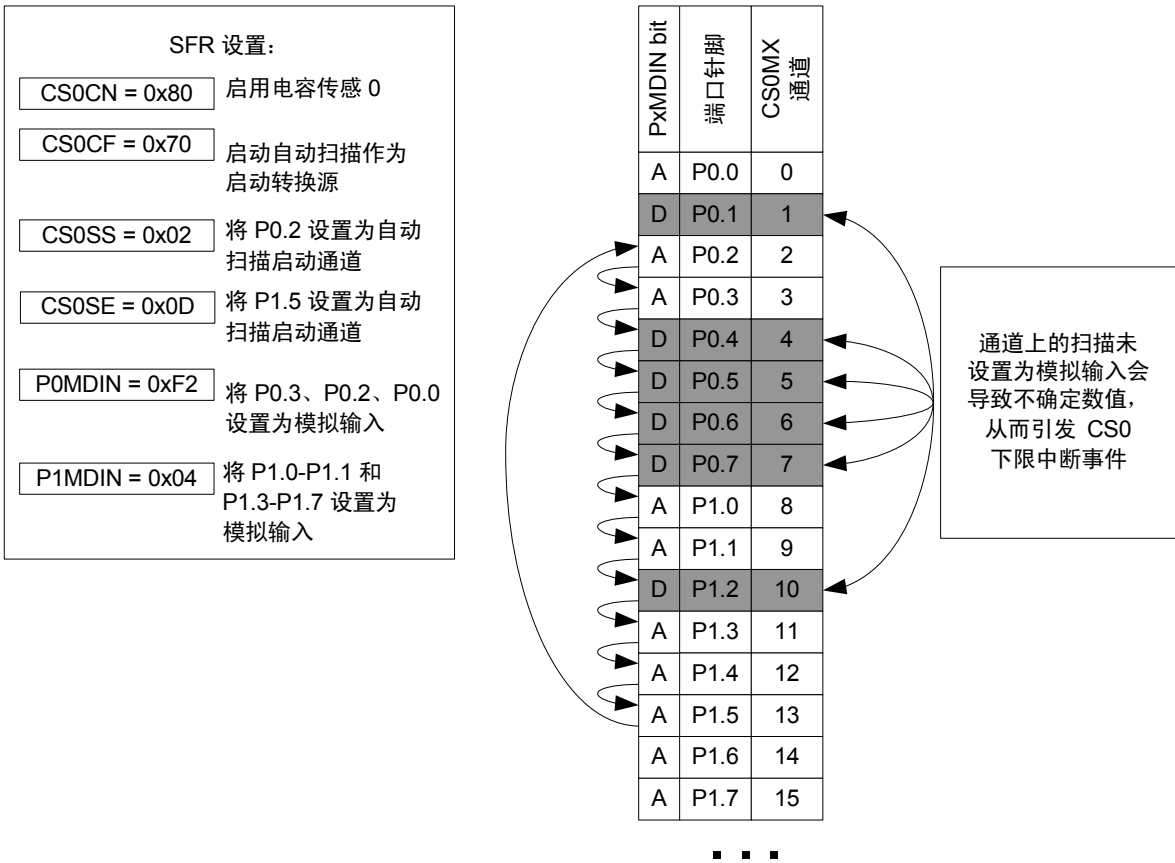 SFR 设置：
CS0CN = 0x80
启用电容传感 0
CS0CF = 0x70
启动自动扫描作为
启动转换源
CS0SS = 0x02
将 P0.2 设置为自动
扫描启动通道
CS0SE = 0x0D
将 P1.5 设置为自动
扫描启动通道
P0MDIN = 0xF2
将 P0.3、P0.2、P0.0
设置为模拟输入
P1MDIN = 0x04
将 P1.0-P1.1 和
P1.3-P1.7 设置为
模拟输入
PxMDIN bit
端口针脚
CS0MX
通道
A P0.0 0
D P0.1 1
A P0.2 2
A P0.3 3
D P0.4 4
D P0.5 5
D P0.6 6
D P0.7 7
A P1.0 8
A P1.1 9
D P1.2 10
A P1.3 11
A P1.4 12
A P1.5 13
A P1.6 14
A P1.7 15
...
通道上的扫描未
设置为模拟输入会
导致不确定数值，
从而引发 CS0
下限中断事件